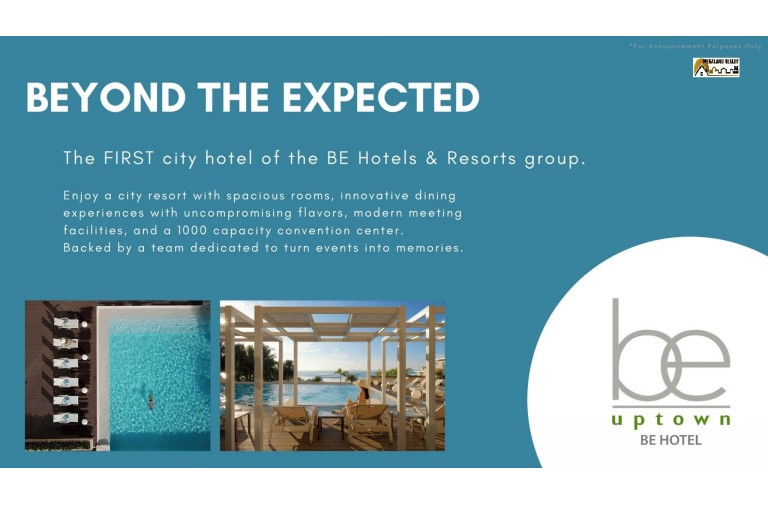 *For Announcement Purposes Only
MEGALAND REALTY
BEYOND THE EXPECTED
The FIRST city hotel of the BE Hotels & Resorts group.
Enjoy a city resort with spacious rooms, innovative dining
experiences with uncompromising flavors, modern meeting
facilities, and a 1000 capacity convention center.
Backed by a team dedicated to turn events into memories.
be
uptown
BE HOTEL